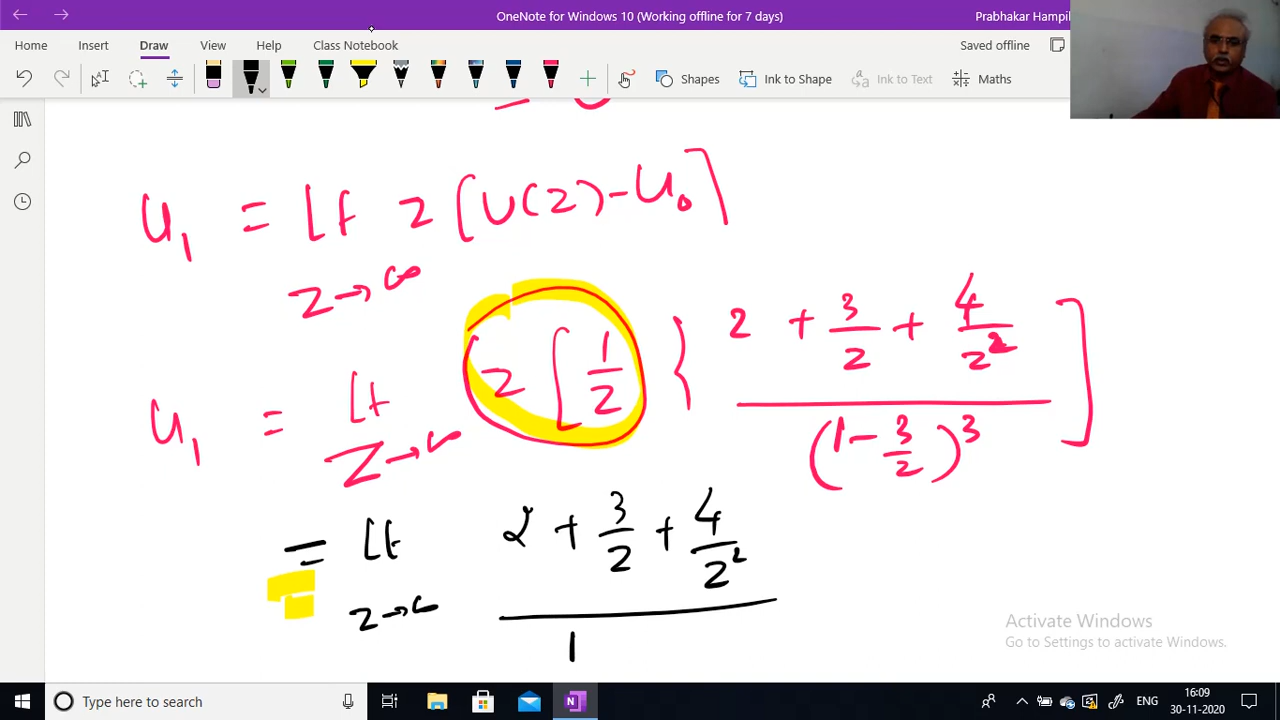 OneNote for Windows 10 (Working offline for 7 days)
Prabhakar Hampil
Home Insert Draw View Help Class Notebook Saved offline
Shapes Ink to Shape Ink to Text Maths
= 0
u₁ = Lt z [U(z) - u₀]
z→∞
u₁ = Lt z [ 1/z { 2 + 3/z + 4/z² / (1 - 3/z)³ ]
z→∞
= Lt 2 + 3/z + 4/z²
z→∞ 1
Activate Windows
Go to Settings to activate Windows.
Type here to search
N
ENG
16:09
30-11-2020